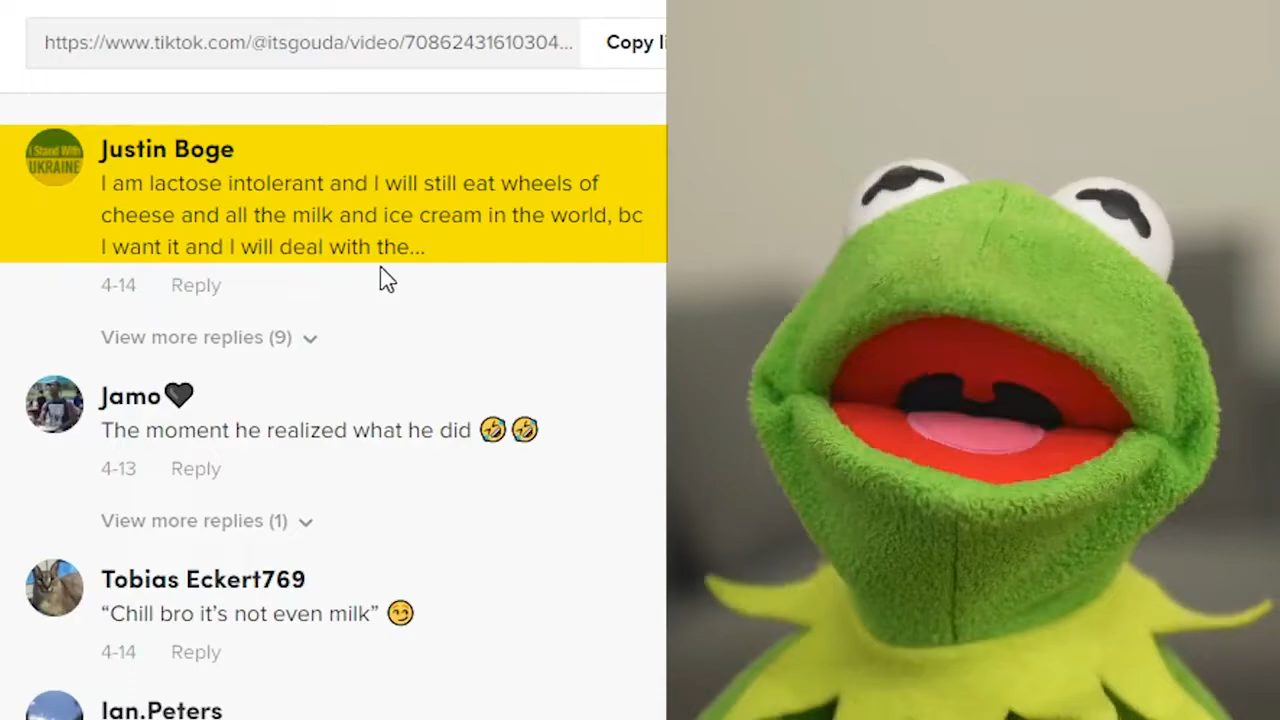 https://www.tiktok.com/@itsgouda/video/70862431610304...
Copy li
I Stand With
UKRAINE
Justin Boge
I am lactose intolerant and I will still eat wheels of
cheese and all the milk and ice cream in the world, bc
I want it and I will deal with the...
4-14 Reply
View more replies (9)
Jamo🖤
The moment he realized what he did 🤣🤣
4-13 Reply
View more replies (1)
Tobias Eckert769
“Chill bro it’s not even milk” 😏
4-14 Reply
Ian.Peters